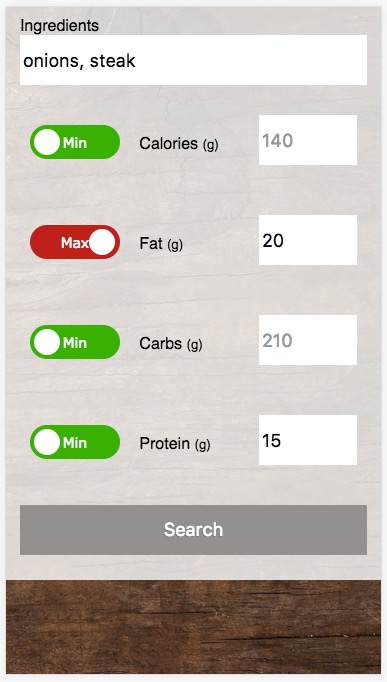 Ingredients
onions, steak
Min Calories (g) 140
Max Fat (g) 20
Min Carbs (g) 210
Min Protein (g) 15
Search